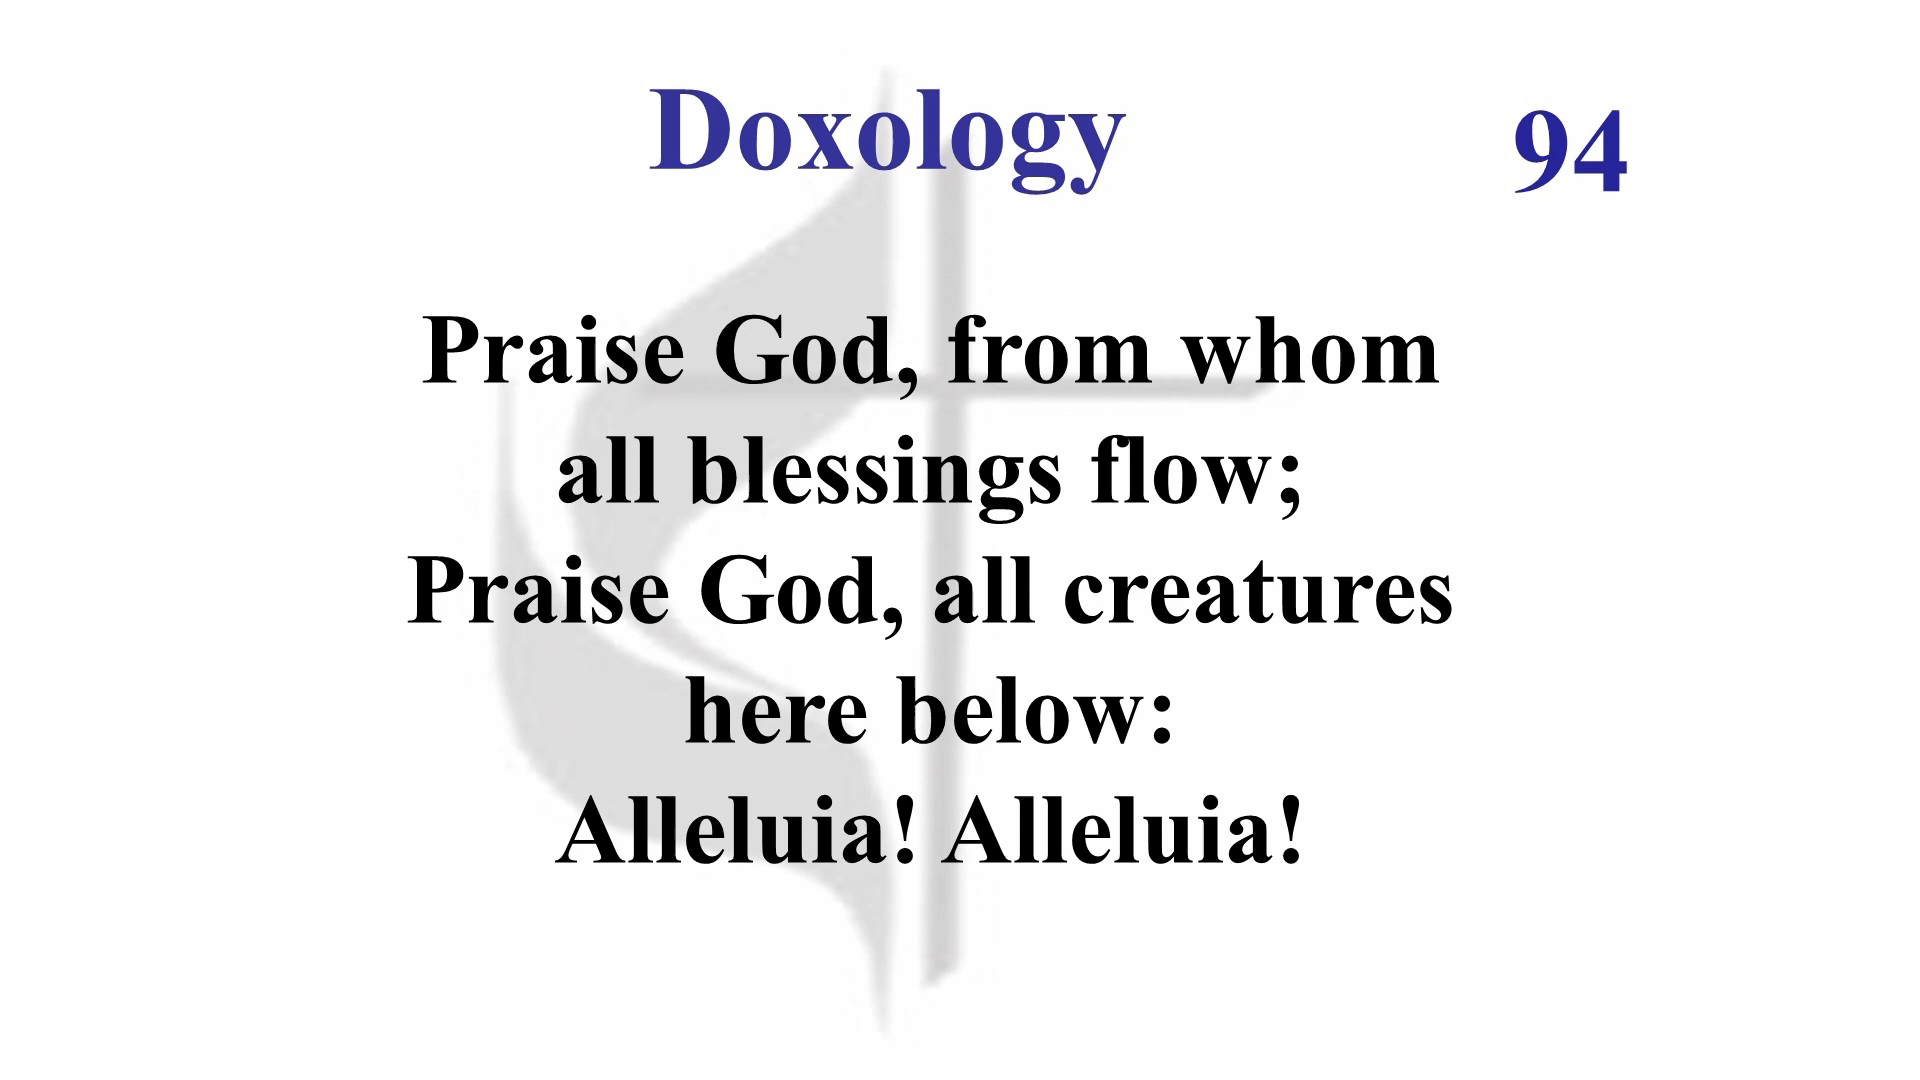 Doxology 94
Praise God, from whom
all blessings flow;
Praise God, all creatures
here below:
Alleluia! Alleluia!